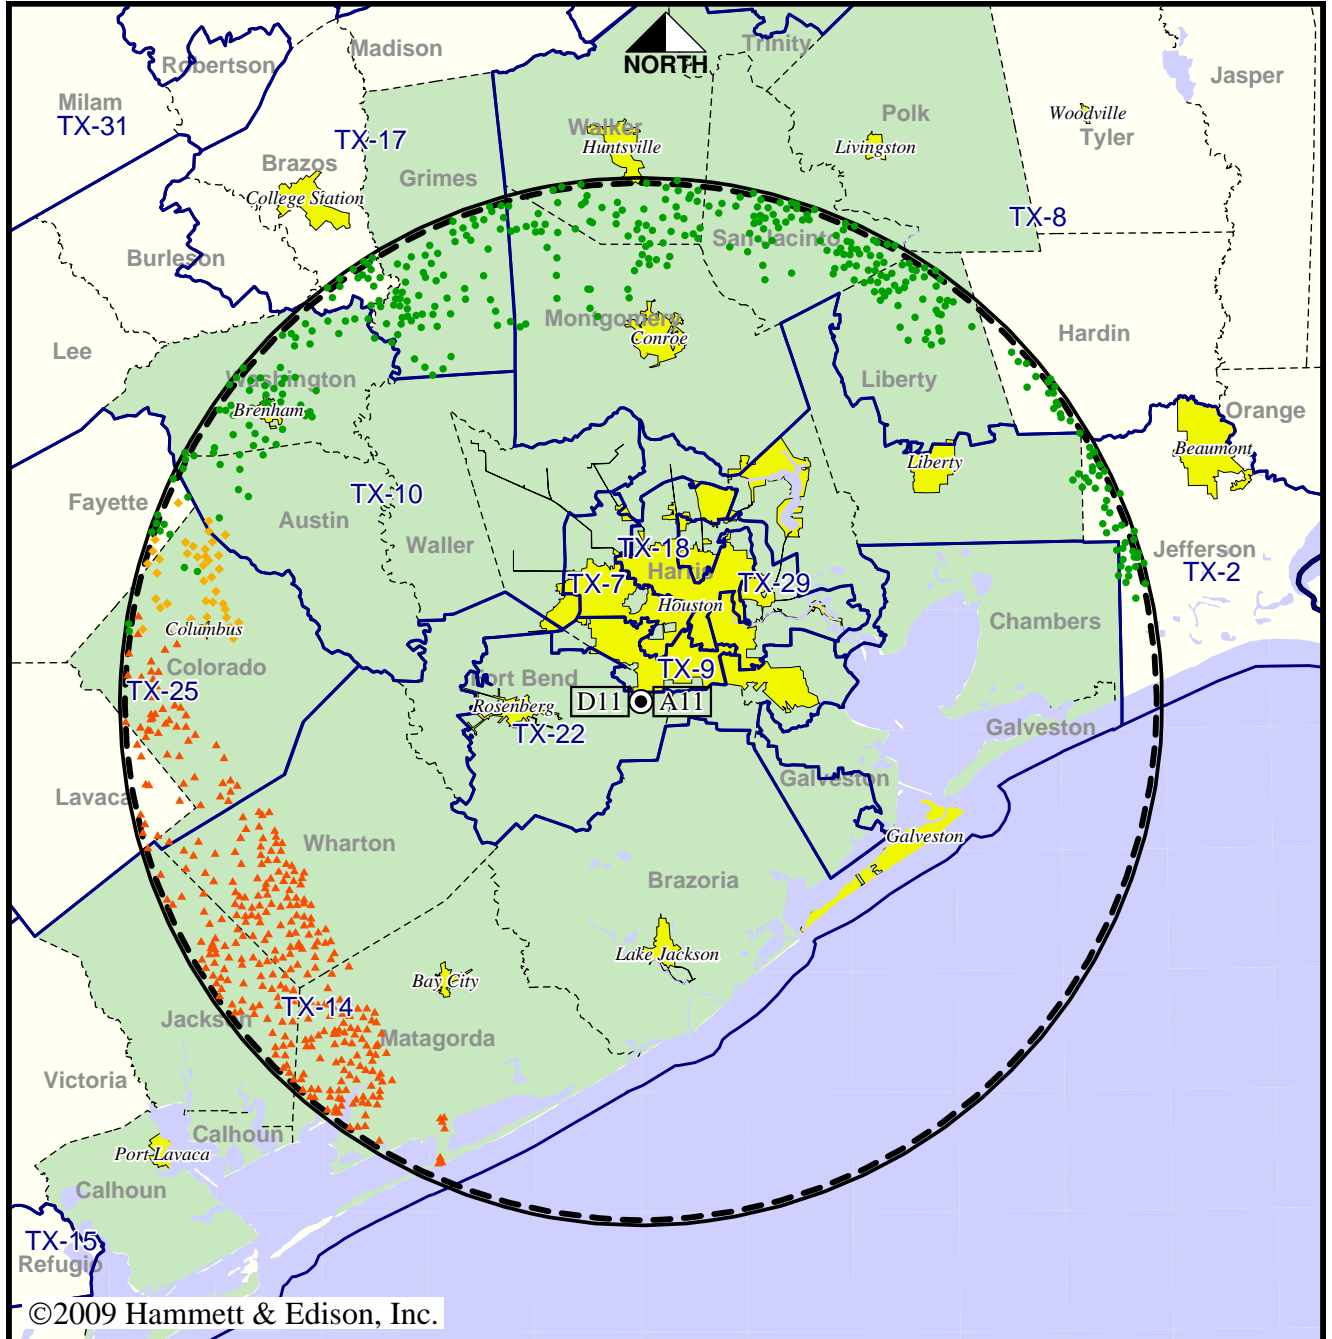 Trinity
Madison
Robertson
NORTH
Jasper
Milam
TX-31
Polk
Woodville
Walker
Tyler
TX-17
Huntsville
Livingston
Brazos
Grimes
College Station
TX-8
San Jacinto
Burleson
Montgomery
Conroe
Hardin
Lee
Washington
Liberty
Brenham
Orange
Beaumont
Liberty
TX-10
Fayette
Austin
Waller
TX-18
Jefferson
Harris
TX-2
TX-7
TX-29
Houston
Columbus
Chambers
Colorado
TX-9
Fort Bend
TX-25
D11
A11
Rosenberg
TX-22
Galveston
Galveston
Lavaca
Galveston
Wharton
Brazoria
Lake Jackson
Bay City
TX-14
Jackson
Matagorda
Victoria
Calhoun
Port Lavaca
Calhoun
TX-15
Refugio
©2009 Hammett & Edison, Inc.